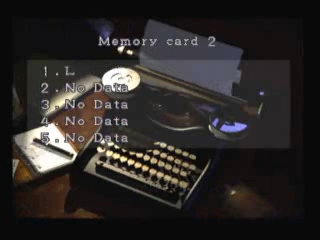 Memory card 2
1. L
2. No Data
3. No Data
4. No Data
5. No Data